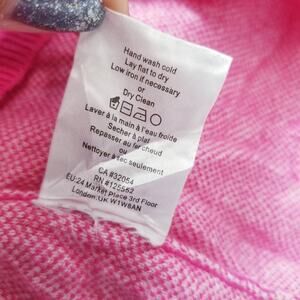 Hand wash cold
Lay flat to dry
Low iron if necessary
or
Dry Clean
Laver à la main à l'eau froide
Sécher à plat
Repasser au fer chaud
ou
Nettoyer à sec seulement
CA #32054
RN #125552
EU:24 Market Place 3rd Floor
London UK W1W8AN